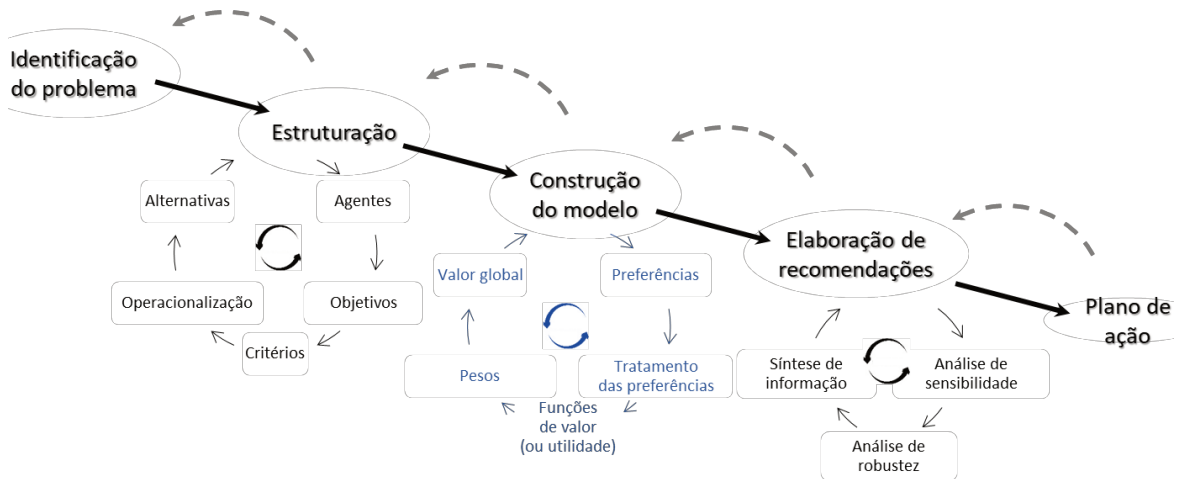 Identificação
do problema
Estruturação
Alternativas
Agentes
Operacionalização
Objetivos
Critérios
Construção
do modelo
Valor global
Preferências
Pesos
Tratamento
das preferências
Funções
de valor
(ou utilidade)
Elaboração de
recomendações
Síntese de
informação
Análise de
sensibilidade
Análise de
robustez
Plano de
ação